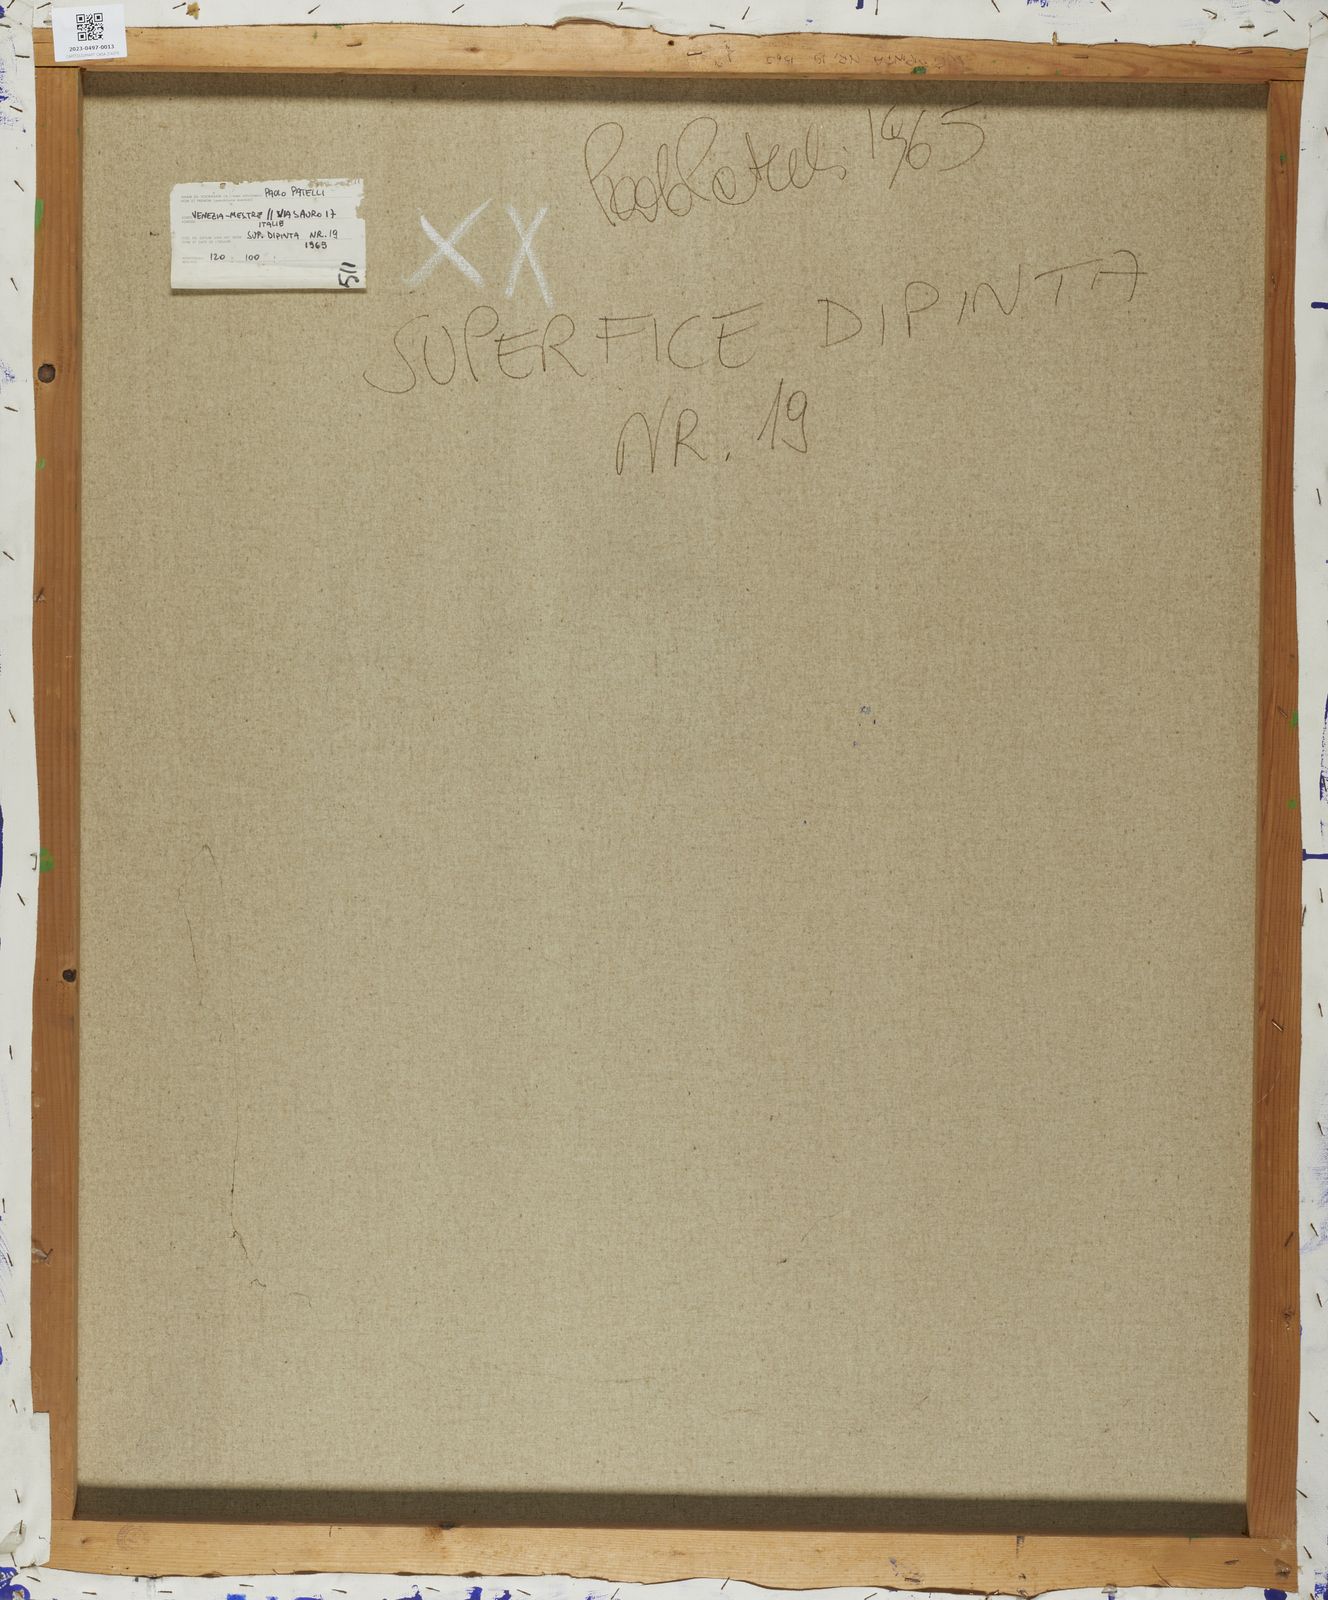 2023-0497-0013
PAOLO PATELLI
VENEZIA-MESTRE // VIA SAURO 17
ITALIE
SUP. DIPINTA NR. 19
1965
120 100
511
XX
Paolo Patelli 1965
SUPERFICE DIPINTA
NR. 19